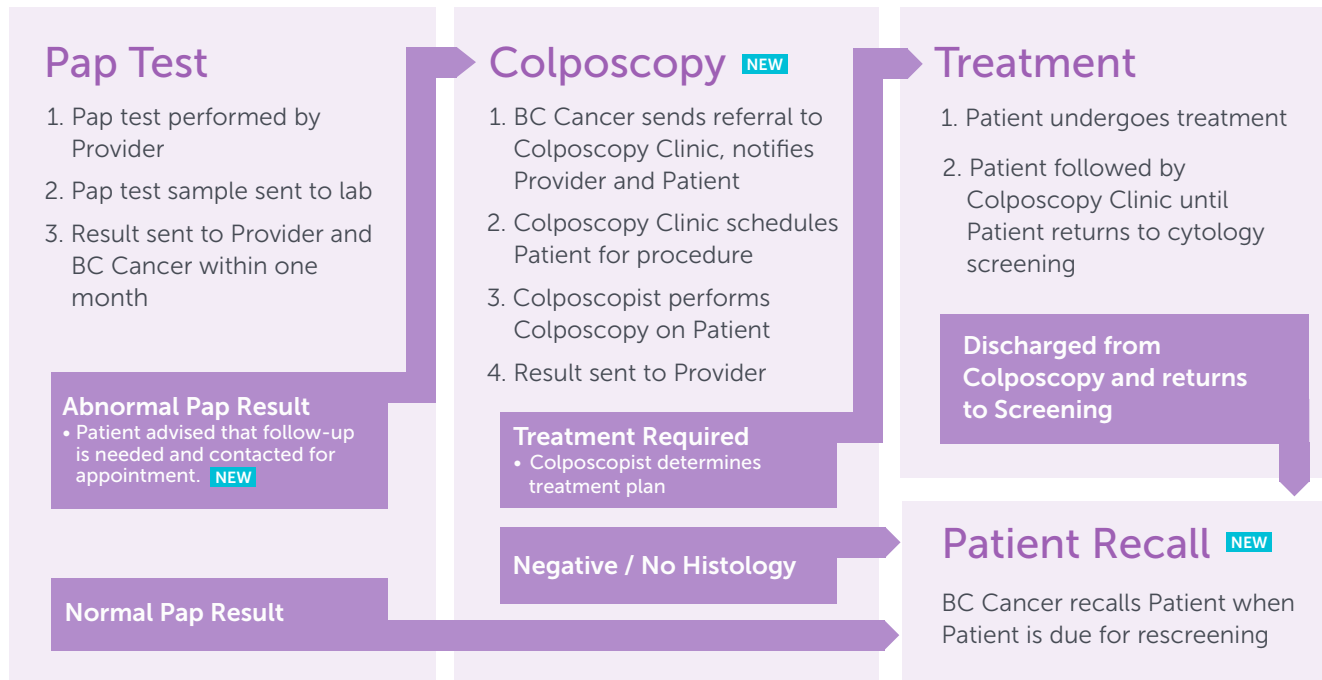 Pap Test
1. Pap test performed by
Provider
2. Pap test sample sent to lab
3. Result sent to Provider and
BC Cancer within one
month
Abnormal Pap Result
• Patient advised that follow-up
is needed and contacted for
appointment. NEW
Normal Pap Result
Colposcopy NEW
1. BC Cancer sends referral to
Colposcopy Clinic, notifies
Provider and Patient
2. Colposcopy Clinic schedules
Patient for procedure
3. Colposcopist performs
Colposcopy on Patient
4. Result sent to Provider
Treatment Required
• Colposcopist determines
treatment plan
Negative / No Histology
Treatment
1. Patient undergoes treatment
2. Patient followed by
Colposcopy Clinic until
Patient returns to cytology
screening
Discharged from
Colposcopy and returns
to Screening
Patient Recall NEW
BC Cancer recalls Patient when
Patient is due for rescreening